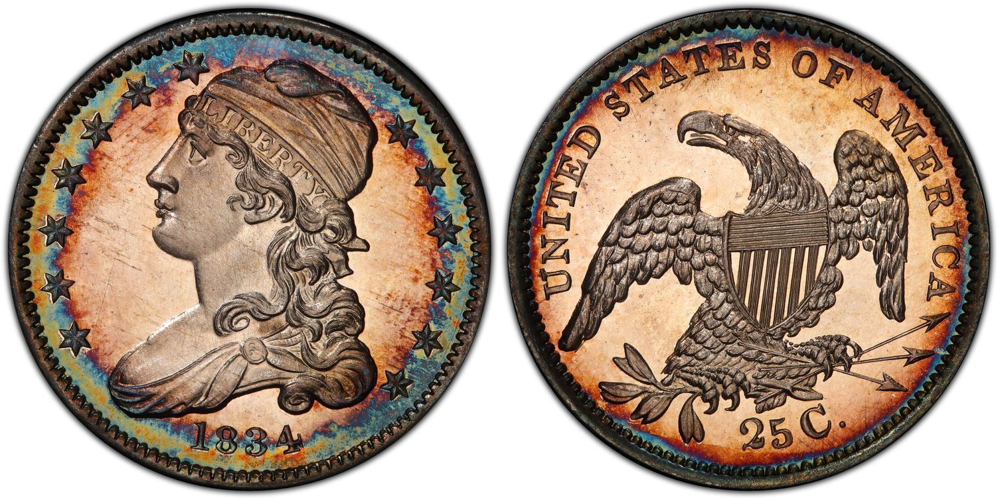 LIBERTY
1834
UNITED STATES OF AMERICA
25 C.